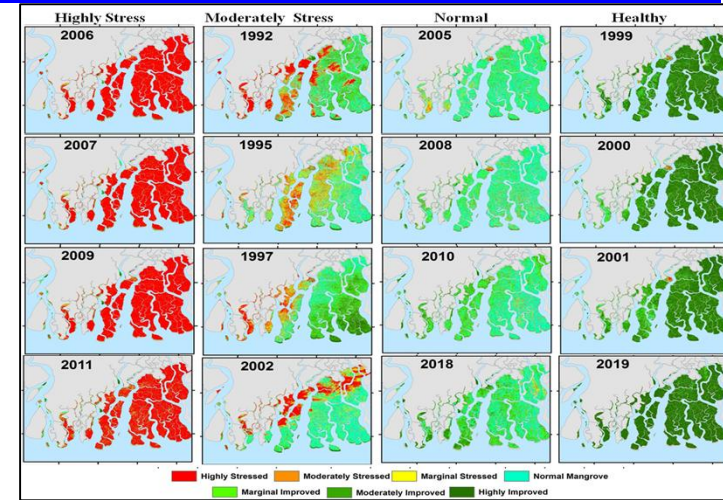 Highly Stress Moderately Stress Normal Healthy
2006 1992 2005 1999
2007 1995 2008 2000
2009 1997 2010 2001
2011 2002 2018 2019
Highly Stressed Moderately Stressed Marginal Stressed Normal Mangrove
Marginal Improved Moderately Improved Highly Improved